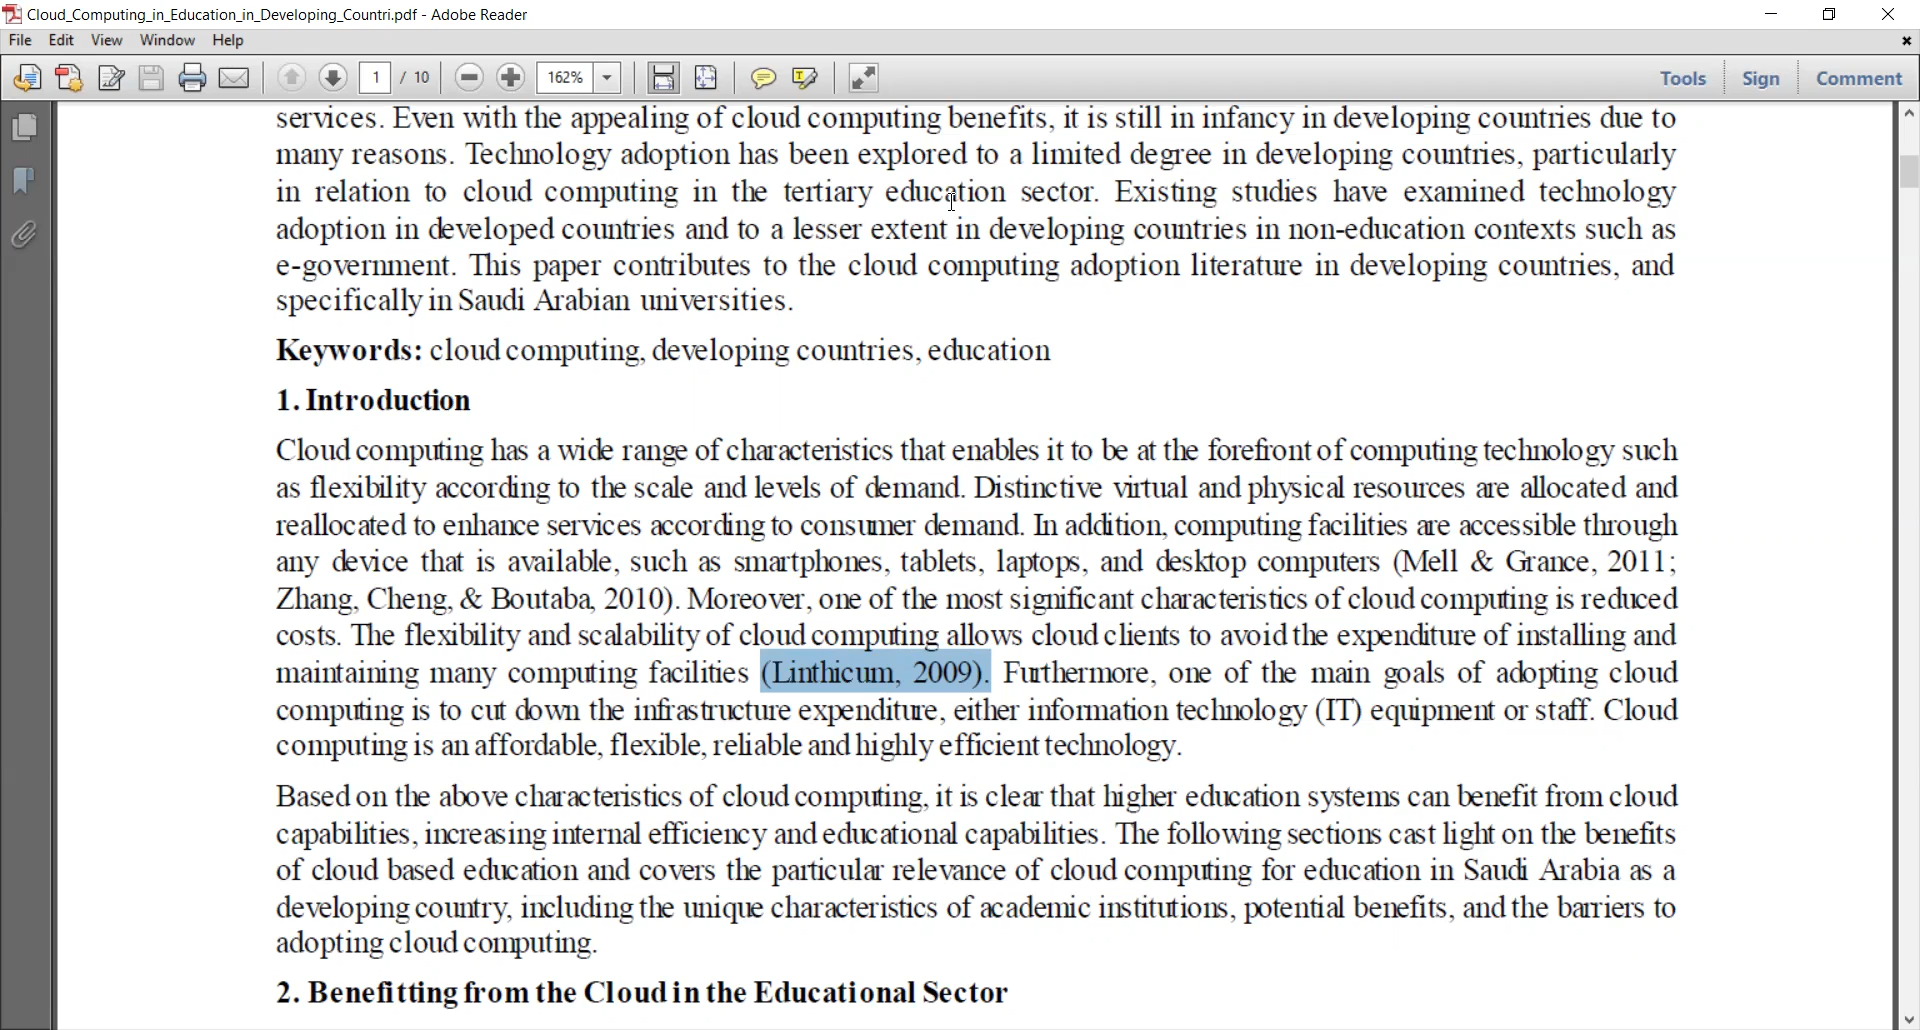 Cloud_Computing_in_Education_in_Developing_Countri.pdf - Adobe Reader
File Edit View Window Help
1 / 10 162% Tools Sign Comment
services. Even with the appealing of cloud computing benefits, it is still in infancy in developing countries due to
many reasons. Technology adoption has been explored to a limited degree in developing countries, particularly
in relation to cloud computing in the tertiary education sector. Existing studies have examined technology
adoption in developed countries and to a lesser extent in developing countries in non-education contexts such as
e-government. This paper contributes to the cloud computing adoption literature in developing countries, and
specifically in Saudi Arabian universities.
Keywords: cloud computing, developing countries, education
1. Introduction
Cloud computing has a wide range of characteristics that enables it to be at the forefront of computing technology such
as flexibility according to the scale and levels of demand. Distinctive virtual and physical resources are allocated and
reallocated to enhance services according to consumer demand. In addition, computing facilities are accessible through
any device that is available, such as smartphones, tablets, laptops, and desktop computers (Mell & Grance, 2011;
Zhang, Cheng, & Boutaba, 2010). Moreover, one of the most significant characteristics of cloud computing is reduced
costs. The flexibility and scalability of cloud computing allows cloud clients to avoid the expenditure of installing and
maintaining many computing facilities (Linthicum, 2009). Furthermore, one of the main goals of adopting cloud
computing is to cut down the infrastructure expenditure, either information technology (IT) equipment or staff. Cloud
computing is an affordable, flexible, reliable and highly efficient technology.
Based on the above characteristics of cloud computing, it is clear that higher education systems can benefit from cloud
capabilities, increasing internal efficiency and educational capabilities. The following sections cast light on the benefits
of cloud based education and covers the particular relevance of cloud computing for education in Saudi Arabia as a
developing country, including the unique characteristics of academic institutions, potential benefits, and the barriers to
adopting cloud computing.
2. Benefitting from the Cloud in the Educational Sector